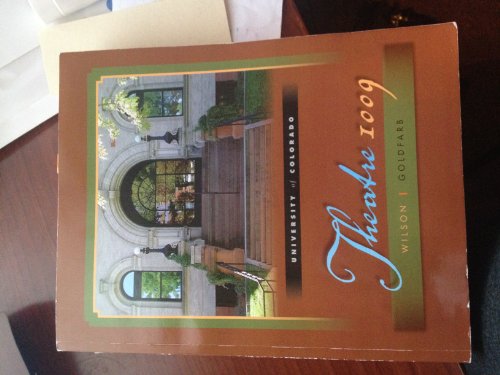 UNIVERSITY of COLORADO
Theatre 1009
WILSON | GOLDFARB